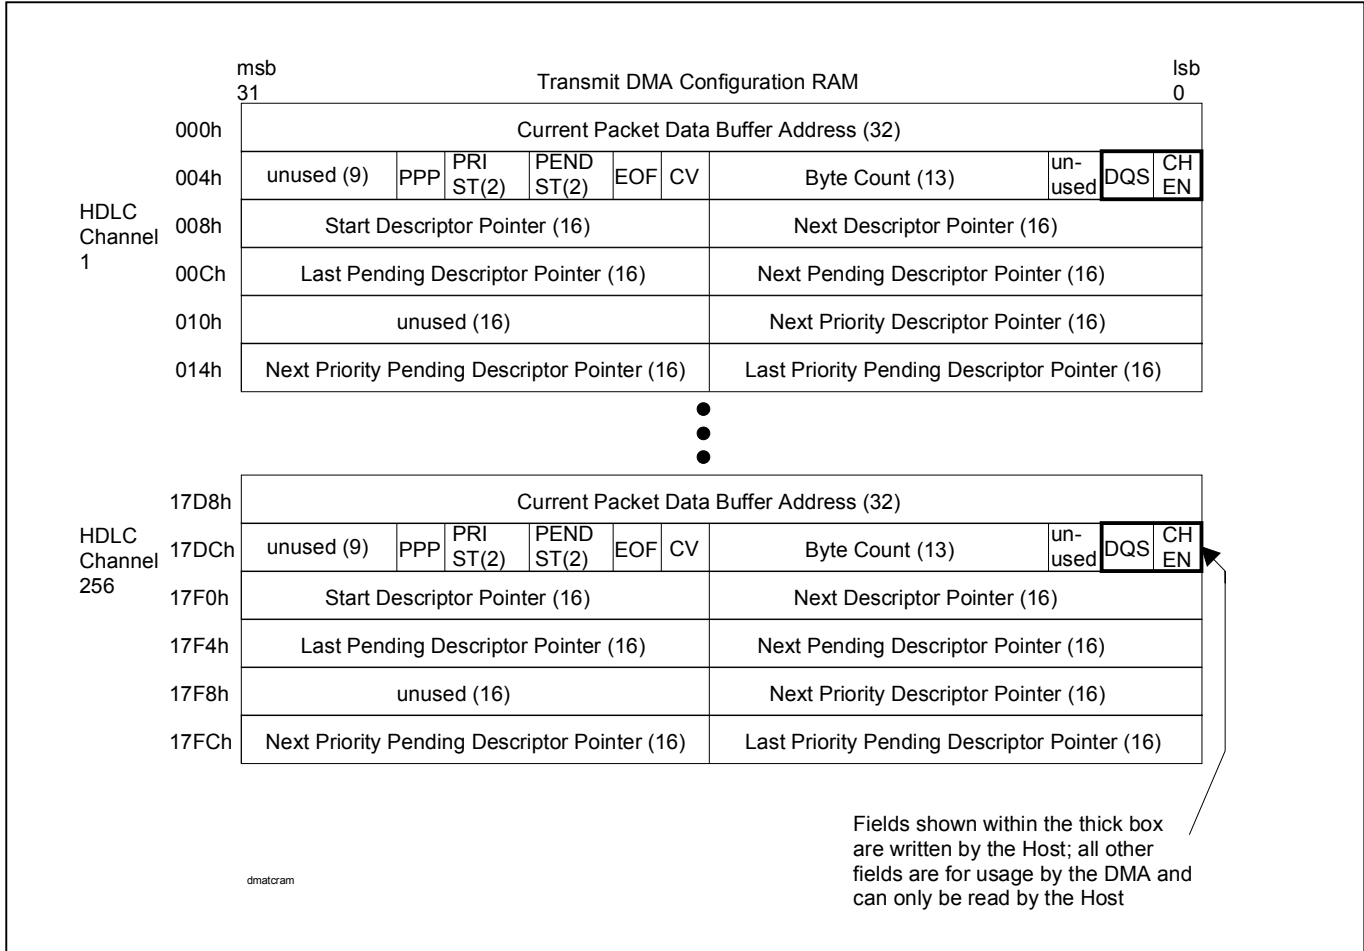 msb
31
Transmit DMA Configuration RAM
lsb
0
000h
Current Packet Data Buffer Address (32)
HDLC
Channel
1
004h
unused (9)
PPP
PRI
ST(2)
PEND
ST(2)
EOF
CV
Byte Count (13)
un-
used
DQS
CH
EN
008h
Start Descriptor Pointer (16)
Next Descriptor Pointer (16)
00Ch
Last Pending Descriptor Pointer (16)
Next Pending Descriptor Pointer (16)
010h
unused (16)
Next Priority Descriptor Pointer (16)
014h
Next Priority Pending Descriptor Pointer (16)
Last Priority Pending Descriptor Pointer (16)
17D8h
Current Packet Data Buffer Address (32)
HDLC
Channel
256
17DCh
unused (9)
PPP
PRI
ST(2)
PEND
ST(2)
EOF
CV
Byte Count (13)
un-
used
DQS
CH
EN
17F0h
Start Descriptor Pointer (16)
Next Descriptor Pointer (16)
17F4h
Last Pending Descriptor Pointer (16)
Next Pending Descriptor Pointer (16)
17F8h
unused (16)
Next Priority Descriptor Pointer (16)
17FCh
Next Priority Pending Descriptor Pointer (16)
Last Priority Pending Descriptor Pointer (16)
Fields shown within the thick box
are written by the Host; all other
fields are for usage by the DMA and
can only be read by the Host
dmatcram